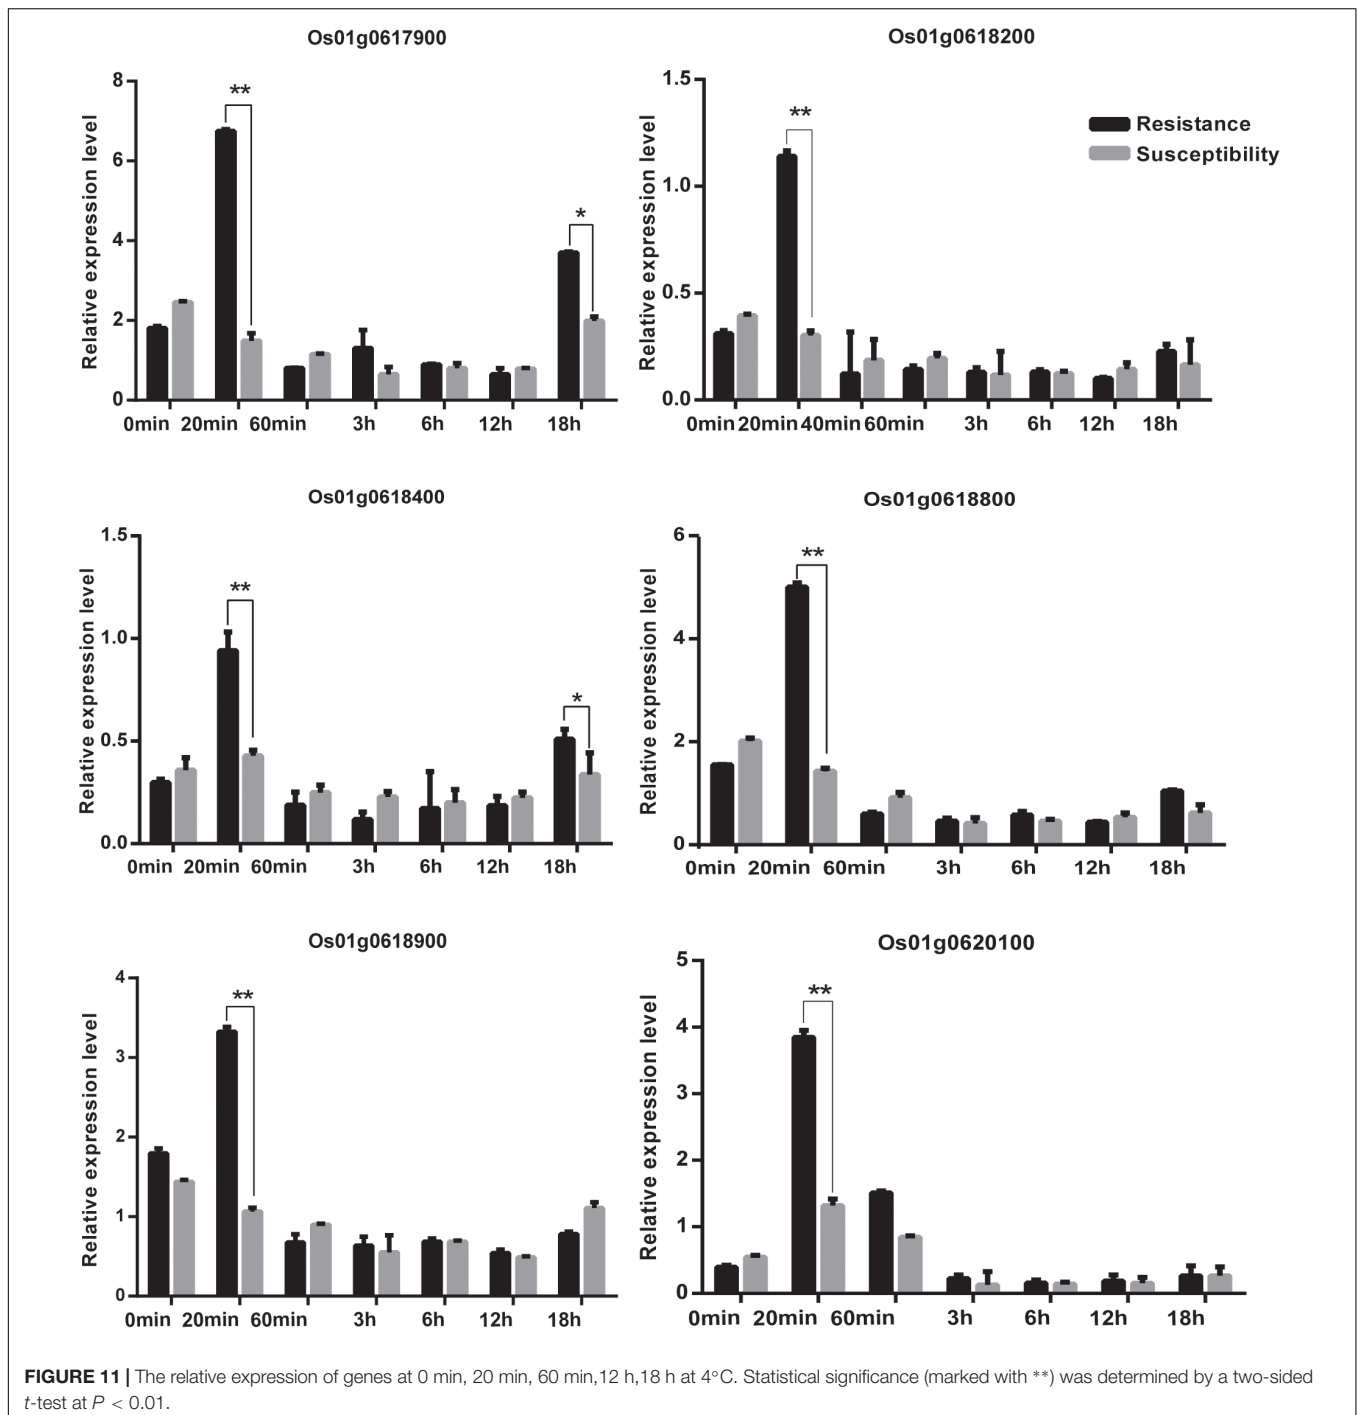 Os01g0617900
Relative expression level
8
6
4
2
0
**
*
0min 20min 60min 3h 6h 12h 18h
Os01g0618200
Relative expression level
1.5
1.0
0.5
0.0
**
Resistance
Susceptibility
0min 20min 40min 60min 3h 6h 12h 18h
Os01g0618400
Relative expression level
1.5
1.0
0.5
0.0
**
*
0min 20min 60min 3h 6h 12h 18h
Os01g0618800
Relative expression level
6
4
2
0
**
0min 20min 60min 3h 6h 12h 18h
Os01g0618900
Relative expression level
4
3
2
1
0
**
0min 20min 60min 3h 6h 12h 18h
Os01g0620100
Relative expression level
5
4
3
2
1
0
**
0min 20min 60min 3h 6h 12h 18h
FIGURE 11 | The relative expression of genes at 0 min, 20 min, 60 min,12 h,18 h at 4°C. Statistical significance (marked with **) was determined by a two-sided
t-test at P < 0.01.